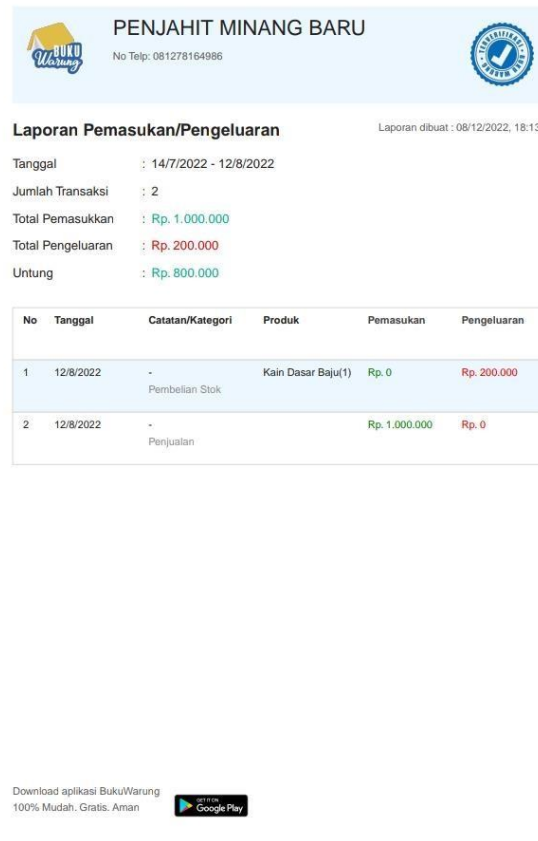 BUKU
Warung
PENJAHIT MINANG BARU
No Telp: 081278164986
TERVERIFIKASI
Laporan Pemasukan/Pengeluaran
Laporan dibuat : 08/12/2022, 18:13
Tanggal : 14/7/2022 - 12/8/2022
Jumlah Transaksi : 2
Total Pemasukkan : Rp. 1.000.000
Total Pengeluaran : Rp. 200.000
Untung : Rp. 800.000
No Tanggal Catatan/Kategori Produk Pemasukan Pengeluaran
1 12/8/2022 - Kain Dasar Baju(1) Rp. 0 Rp. 200.000
Pembelian Stok
2 12/8/2022 - Rp. 1.000.000 Rp. 0
Penjualan
Download aplikasi BukuWarung
100% Mudah. Gratis. Aman
GET IT ON
Google Play